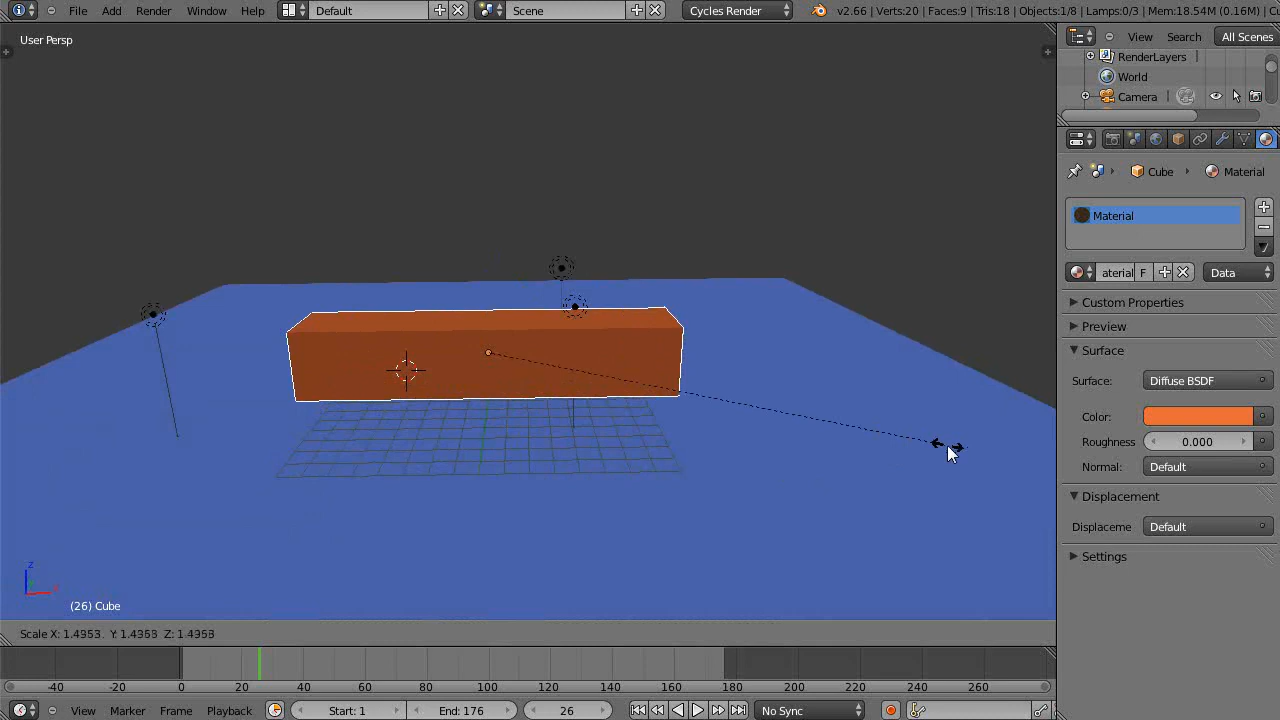 File Add Render Window Help Default Scene Cycles Render v2.66 | Verts:20 | Faces:9 | Tris:18 | Objects:1/8 | Lamps:0/3 | Mem:18.54M (0.16M) | Cu
User Persp
View Search All Scenes
RenderLayers
World
Camera
Cube Material
Material
aterial F Data
Custom Properties
Preview
Surface
Surface: Diffuse BSDF
Color:
Roughness 0.000
Normal: Default
Displacement
Displaceme Default
Settings
z
(26) Cube
Scale X: 1.4953 Y: 1.4358 Z: 1.4958
-40 -20 0 20 40 60 80 100 120 140 160 180 200 220 240 260
View Marker Frame Playback Start: 1 End: 176 26 No Sync